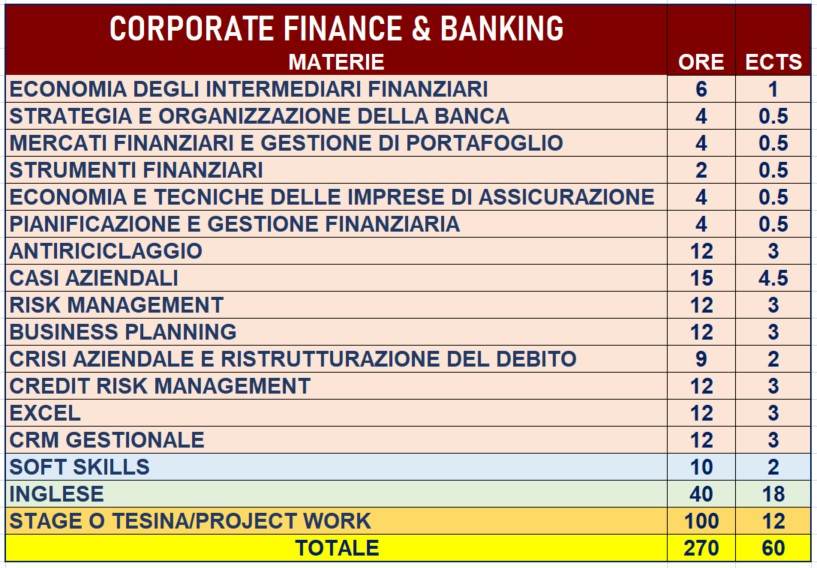 CORPORATE FINANCE & BANKING
MATERIE ORE ECTS
ECONOMIA DEGLI INTERMEDIARI FINANZIARI 6 1
STRATEGIA E ORGANIZZAZIONE DELLA BANCA 4 0.5
MERCATI FINANZIARI E GESTIONE DI PORTAFOGLIO 4 0.5
STRUMENTI FINANZIARI 2 0.5
ECONOMIA E TECNICHE DELLE IMPRESE DI ASSICURAZIONE 4 0.5
PIANIFICAZIONE E GESTIONE FINANZIARIA 4 0.5
ANTIRICICLAGGIO 12 3
CASI AZIENDALI 15 4.5
RISK MANAGEMENT 12 3
BUSINESS PLANNING 12 3
CRISI AZIENDALE E RISTRUTTURAZIONE DEL DEBITO 9 2
CREDIT RISK MANAGEMENT 12 3
EXCEL 12 3
CRM GESTIONALE 12 3
SOFT SKILLS 10 2
INGLESE 40 18
STAGE O TESINA/PROJECT WORK 100 12
TOTALE 270 60